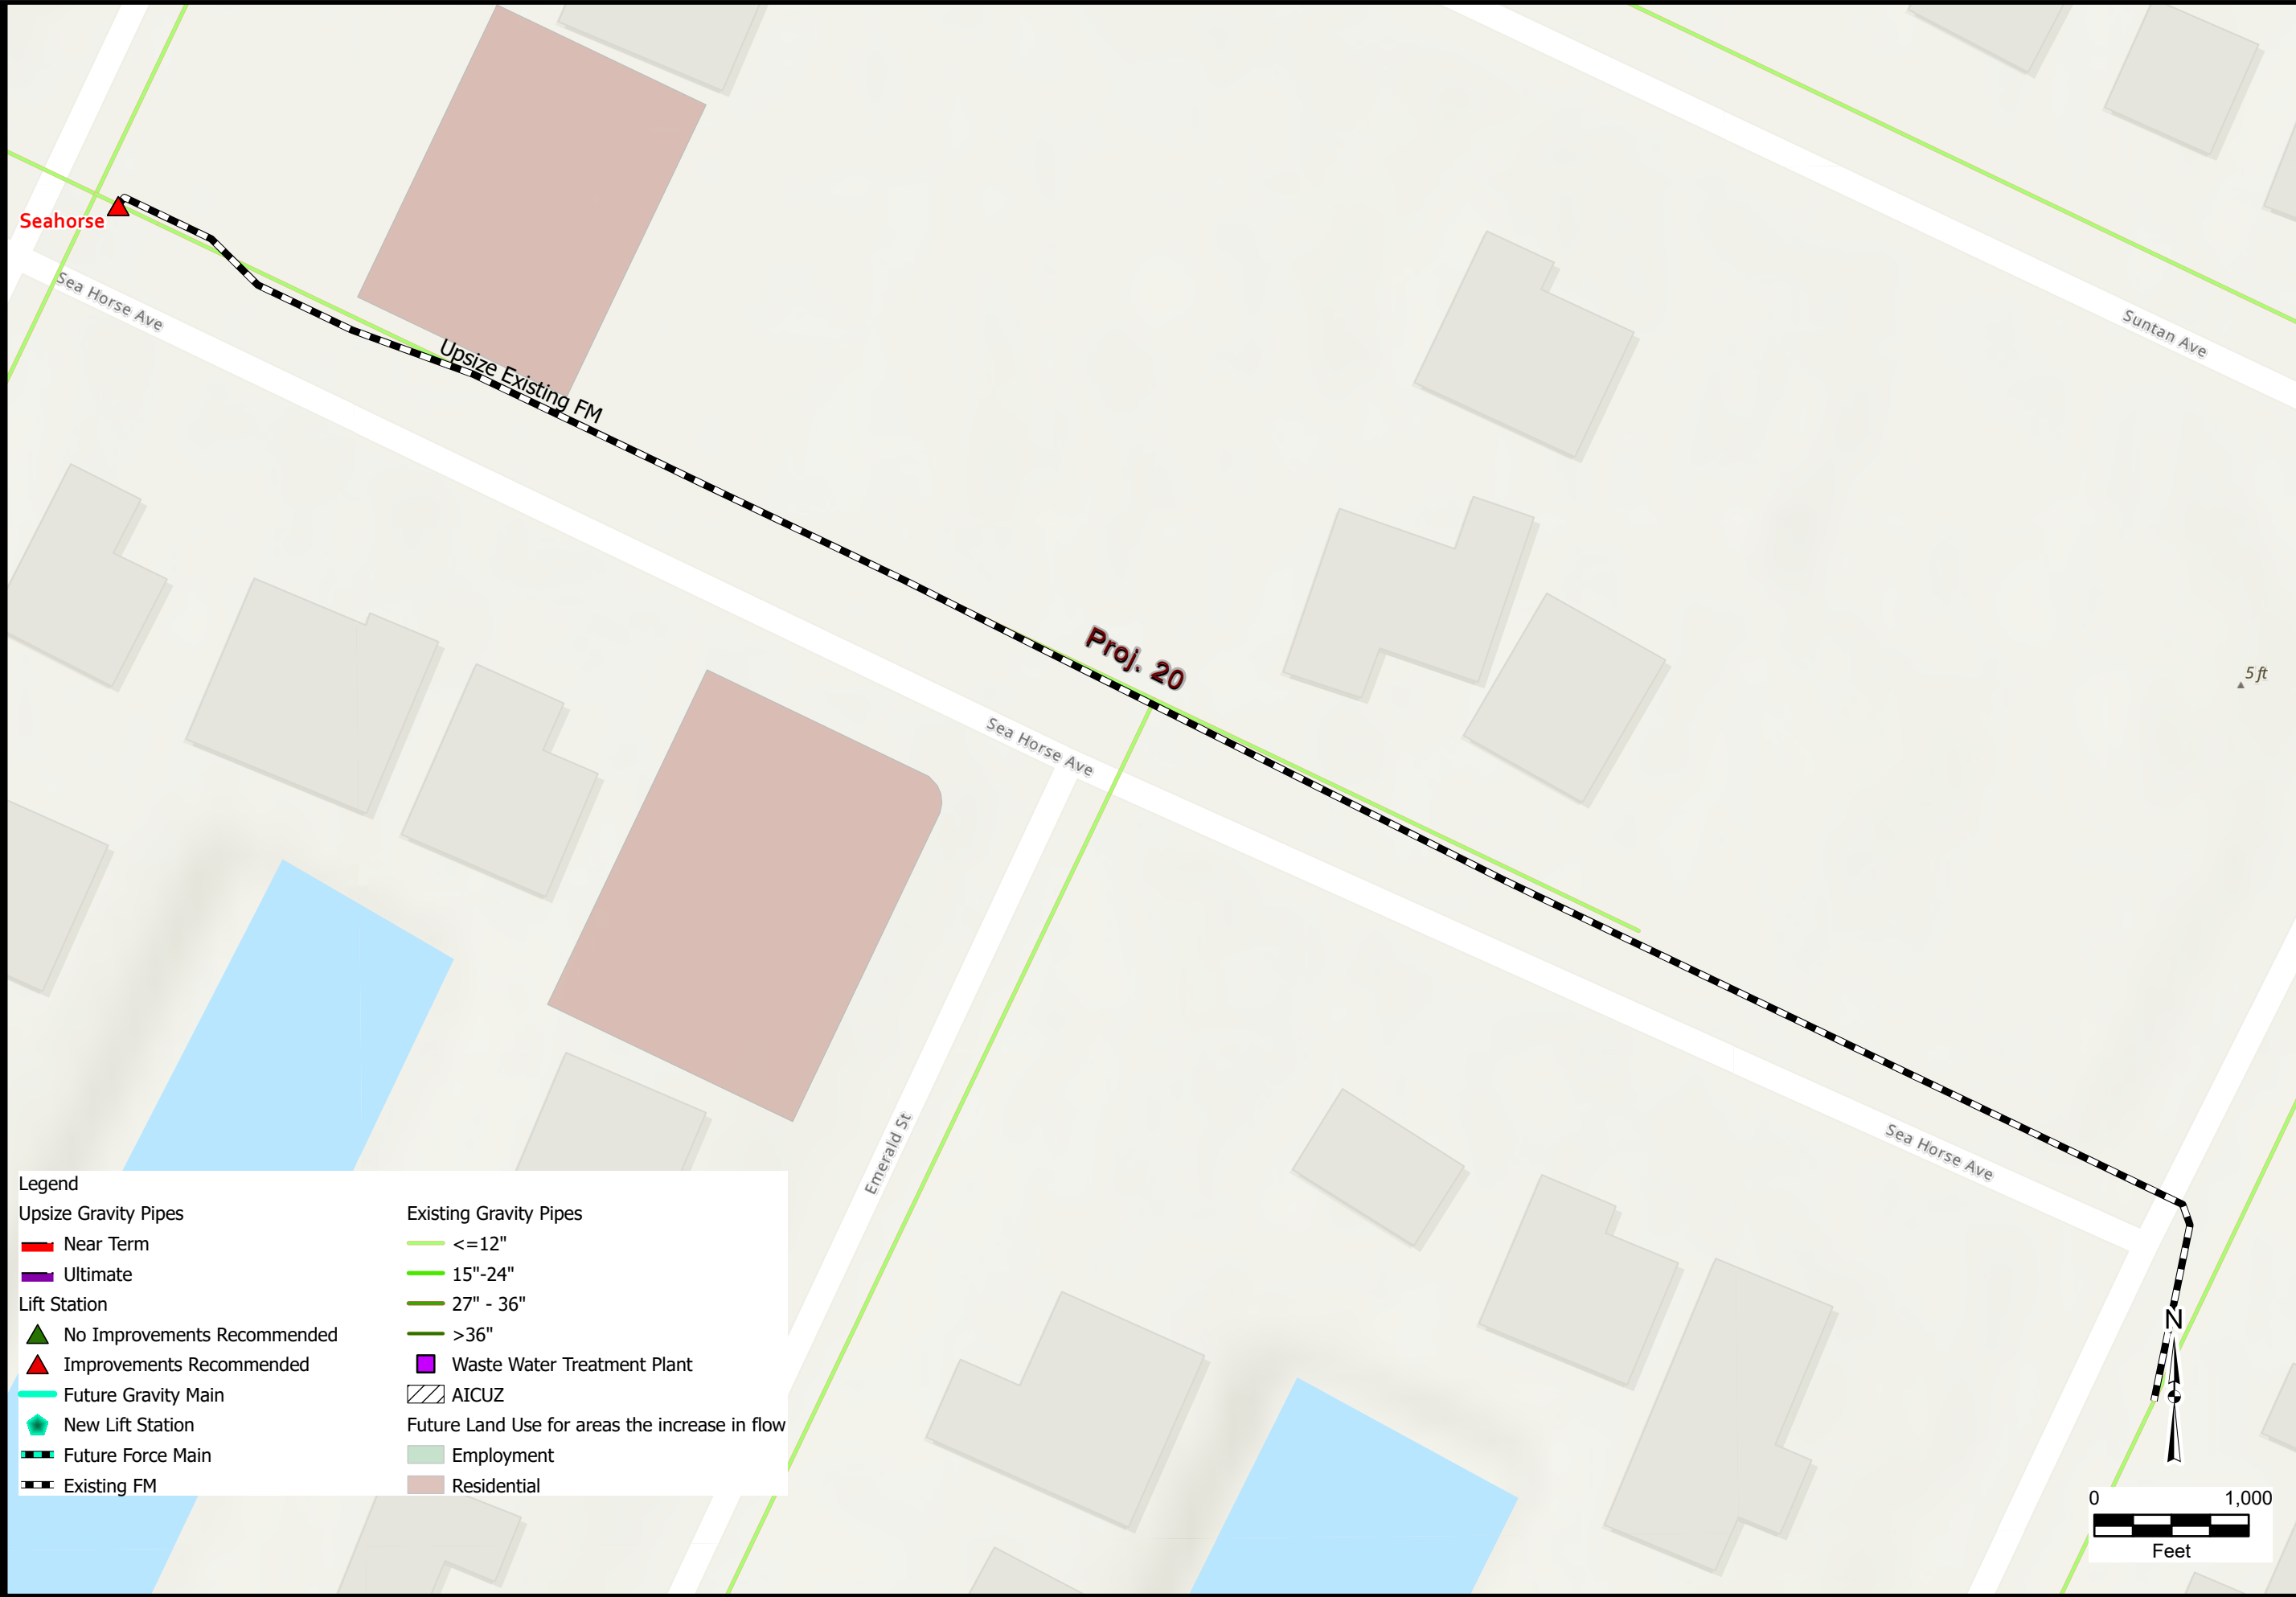 Seahorse
Sea Horse Ave
Suntan Ave
Upsize Existing FM
Proj. 20
5 ft
Sea Horse Ave
Emerald St
Sea Horse Ave
Legend
Upsize Gravity Pipes
Near Term
Ultimate
Lift Station
No Improvements Recommended
Improvements Recommended
Future Gravity Main
New Lift Station
Future Force Main
Existing FM
Existing Gravity Pipes
<=12"
15"-24"
27" - 36"
>36"
Waste Water Treatment Plant
AICUZ
Future Land Use for areas the increase in flow
Employment
Residential
N
0 1,000
Feet